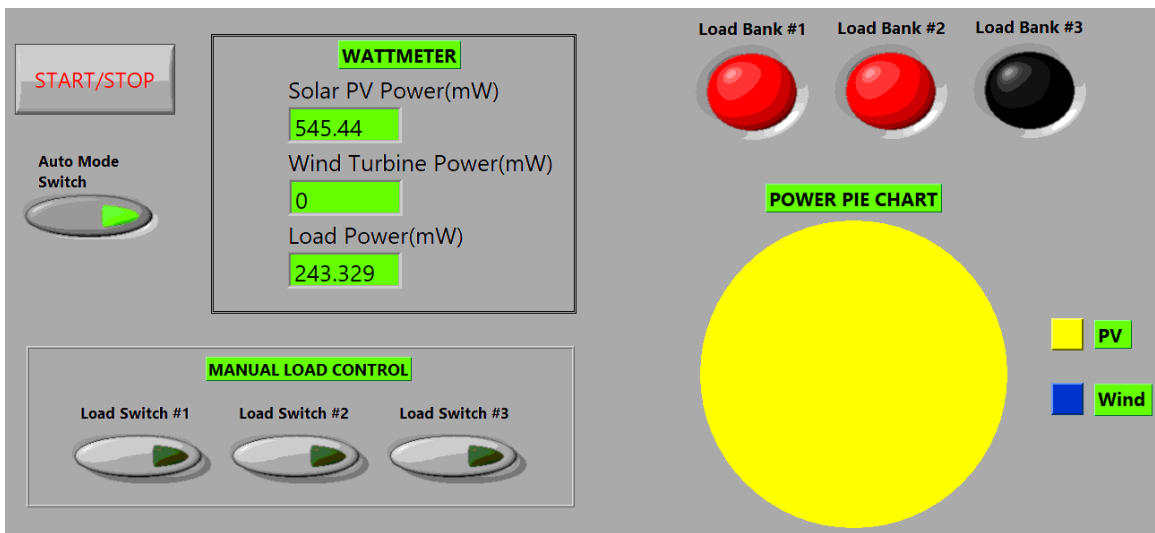 START/STOP
Auto Mode
Switch
WATTMETER
Solar PV Power(mW)
545.44
Wind Turbine Power(mW)
0
Load Power(mW)
243.329
MANUAL LOAD CONTROL
Load Switch #1
Load Switch #2
Load Switch #3
Load Bank #1
Load Bank #2
Load Bank #3
POWER PIE CHART
PV
Wind